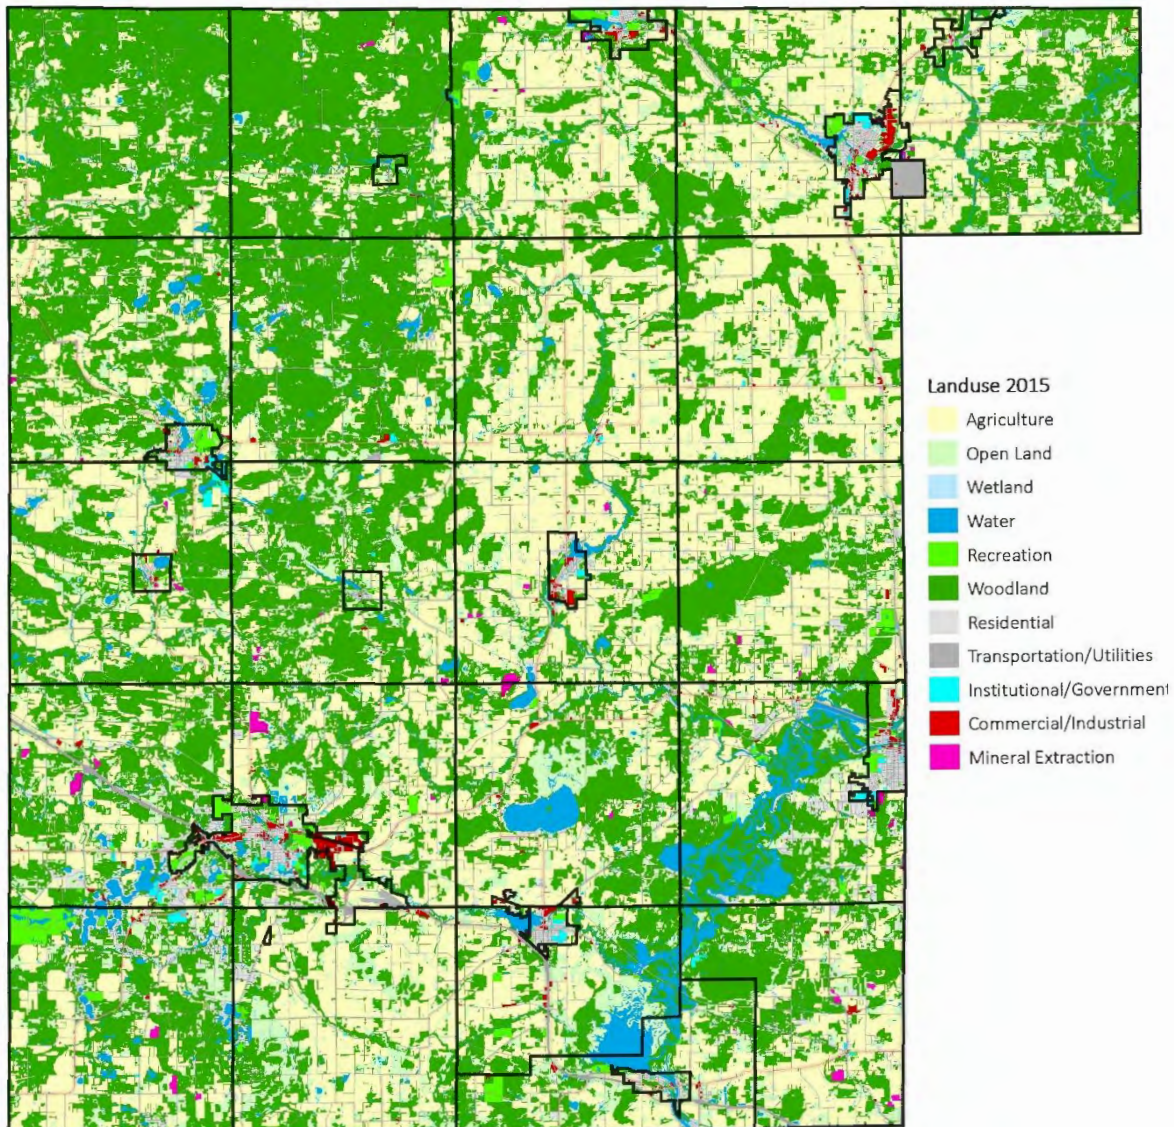 Landuse 2015
Agriculture
Open Land
Wetland
Water
Recreation
Woodland
Residential
Transportation/Utilities
Institutional/Government
Commercial/Industrial
Mineral Extraction